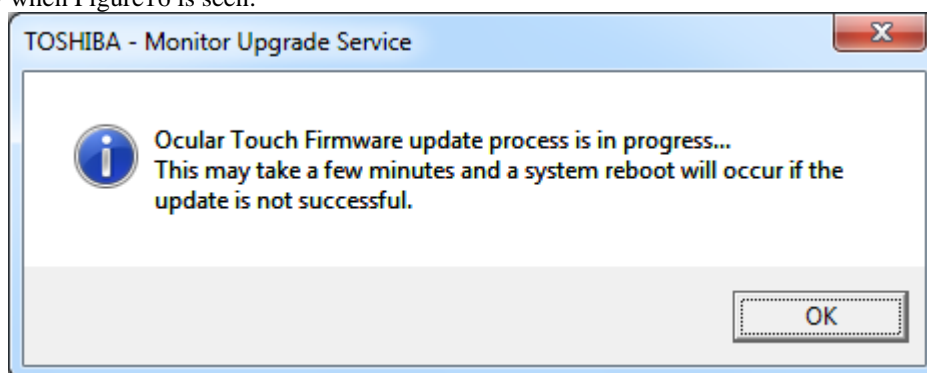 when Figure16 is seen.
TOSHIBA - Monitor Upgrade Service
Ocular Touch Firmware update process is in progress...
This may take a few minutes and a system reboot will occur if the
update is not successful.
OK